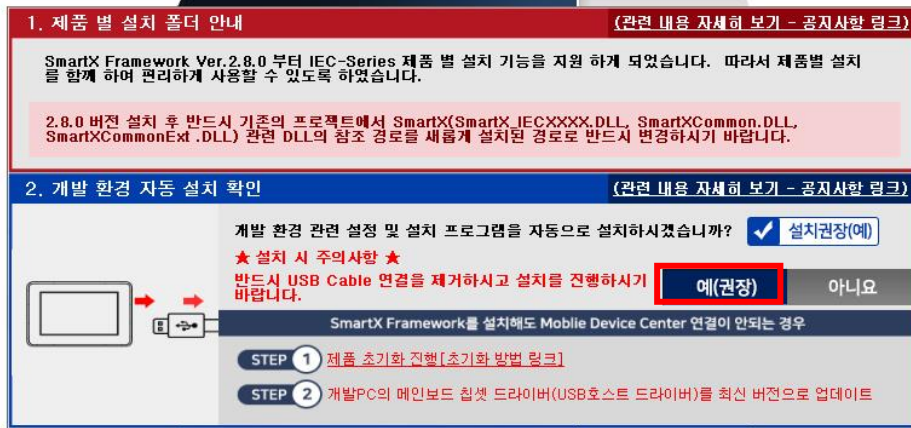 1. 제품 별 설치 폴더 안내
(관련 내용 자세히 보기 - 공지사항 링크)
SmartX Framework Ver.2.8.0 부터 IEC-Series 제품 별 설치 기능을 지원 하게 되었습니다. 따라서 제품별 설치
를 함께 하여 편리하게 사용할 수 있도록 하였습니다.
2.8.0 버전 설치 후 반드시 기존의 프로젝트에서 SmartX(SmartX_IECXXXX.DLL, SmartXCommon.DLL,
SmartXCommonExt .DLL) 관련 DLL의 참조 경로를 새롭게 설치된 경로로 반드시 변경하시기 바랍니다.
2. 개발 환경 자동 설치 확인
(관련 내용 자세히 보기 - 공지사항 링크)
개발 환경 관련 설정 및 설치 프로그램을 자동으로 설치하시겠습니까?
설치권장(예)
★ 설치 시 주의사항 ★
반드시 USB Cable 연결을 제거하시고 설치를 진행하시기
바랍니다.
예(권장)
아니요
SmartX Framework를 설치해도 Moblie Device Center 연결이 안되는 경우
STEP 1 제품 초기화 진행[초기화 방법 링크]
STEP 2 개발PC의 메인보드 칩셋 드라이버(USB호스트 드라이버)를 최신 버전으로 업데이트